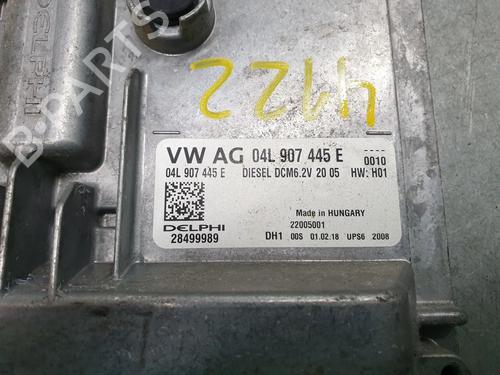 DELPHI
B-PARTS
4122
VW AG 04L 907 445 E
0010
04L 907 445 E DIESEL DCM6.2V 20 05 HW: H01
Made in HUNGARY
22005001
DELPHI
28499989
DH1 00S 01.02.18 UPS6 2008